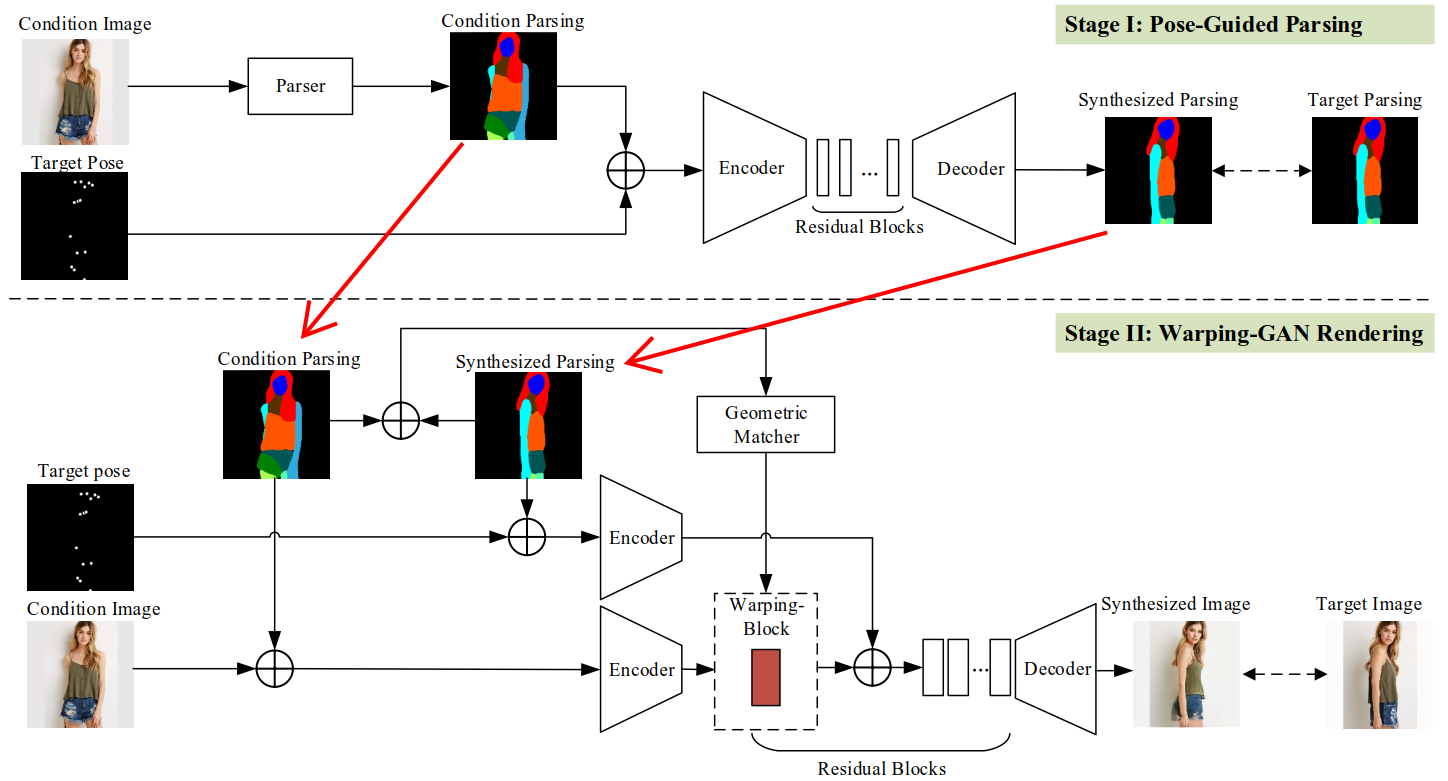 Condition Image
Condition Parsing
Stage I: Pose-Guided Parsing
Parser
Synthesized Parsing
Target Parsing
Target Pose
Encoder
...
Decoder
Residual Blocks
Stage II: Warping-GAN Rendering
Condition Parsing
Synthesized Parsing
Geometric
Matcher
Target pose
Encoder
Condition Image
Warping-
Block
Synthesized Image
Target Image
Encoder
...
Decoder
Residual Blocks